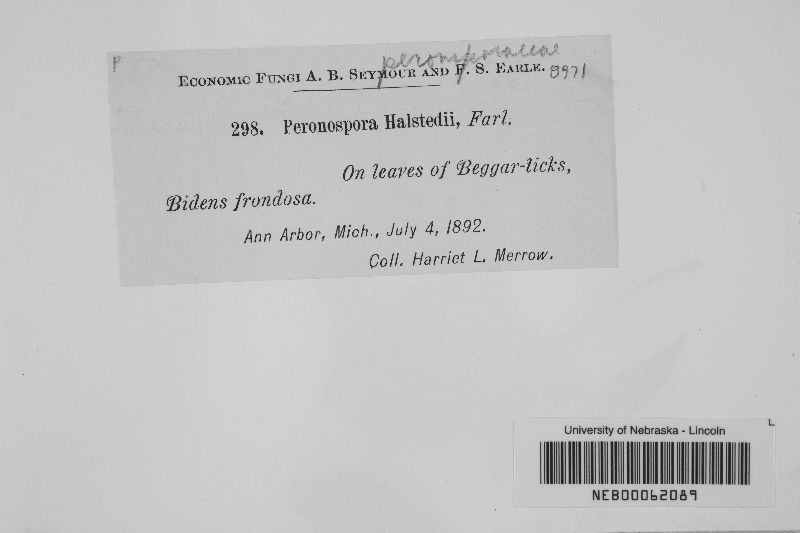 P
peronosporaceae
Economic Fungi A. B. Seymour and F. S. Earle. 8971
298. Peronospora Halstedii, Farl.
On leaves of Beggar-ticks,
Bidens frondosa.
Ann Arbor, Mich., July 4, 1892.
Coll. Harriet L. Merrow.
University of Nebraska - Lincoln
NEB00062089